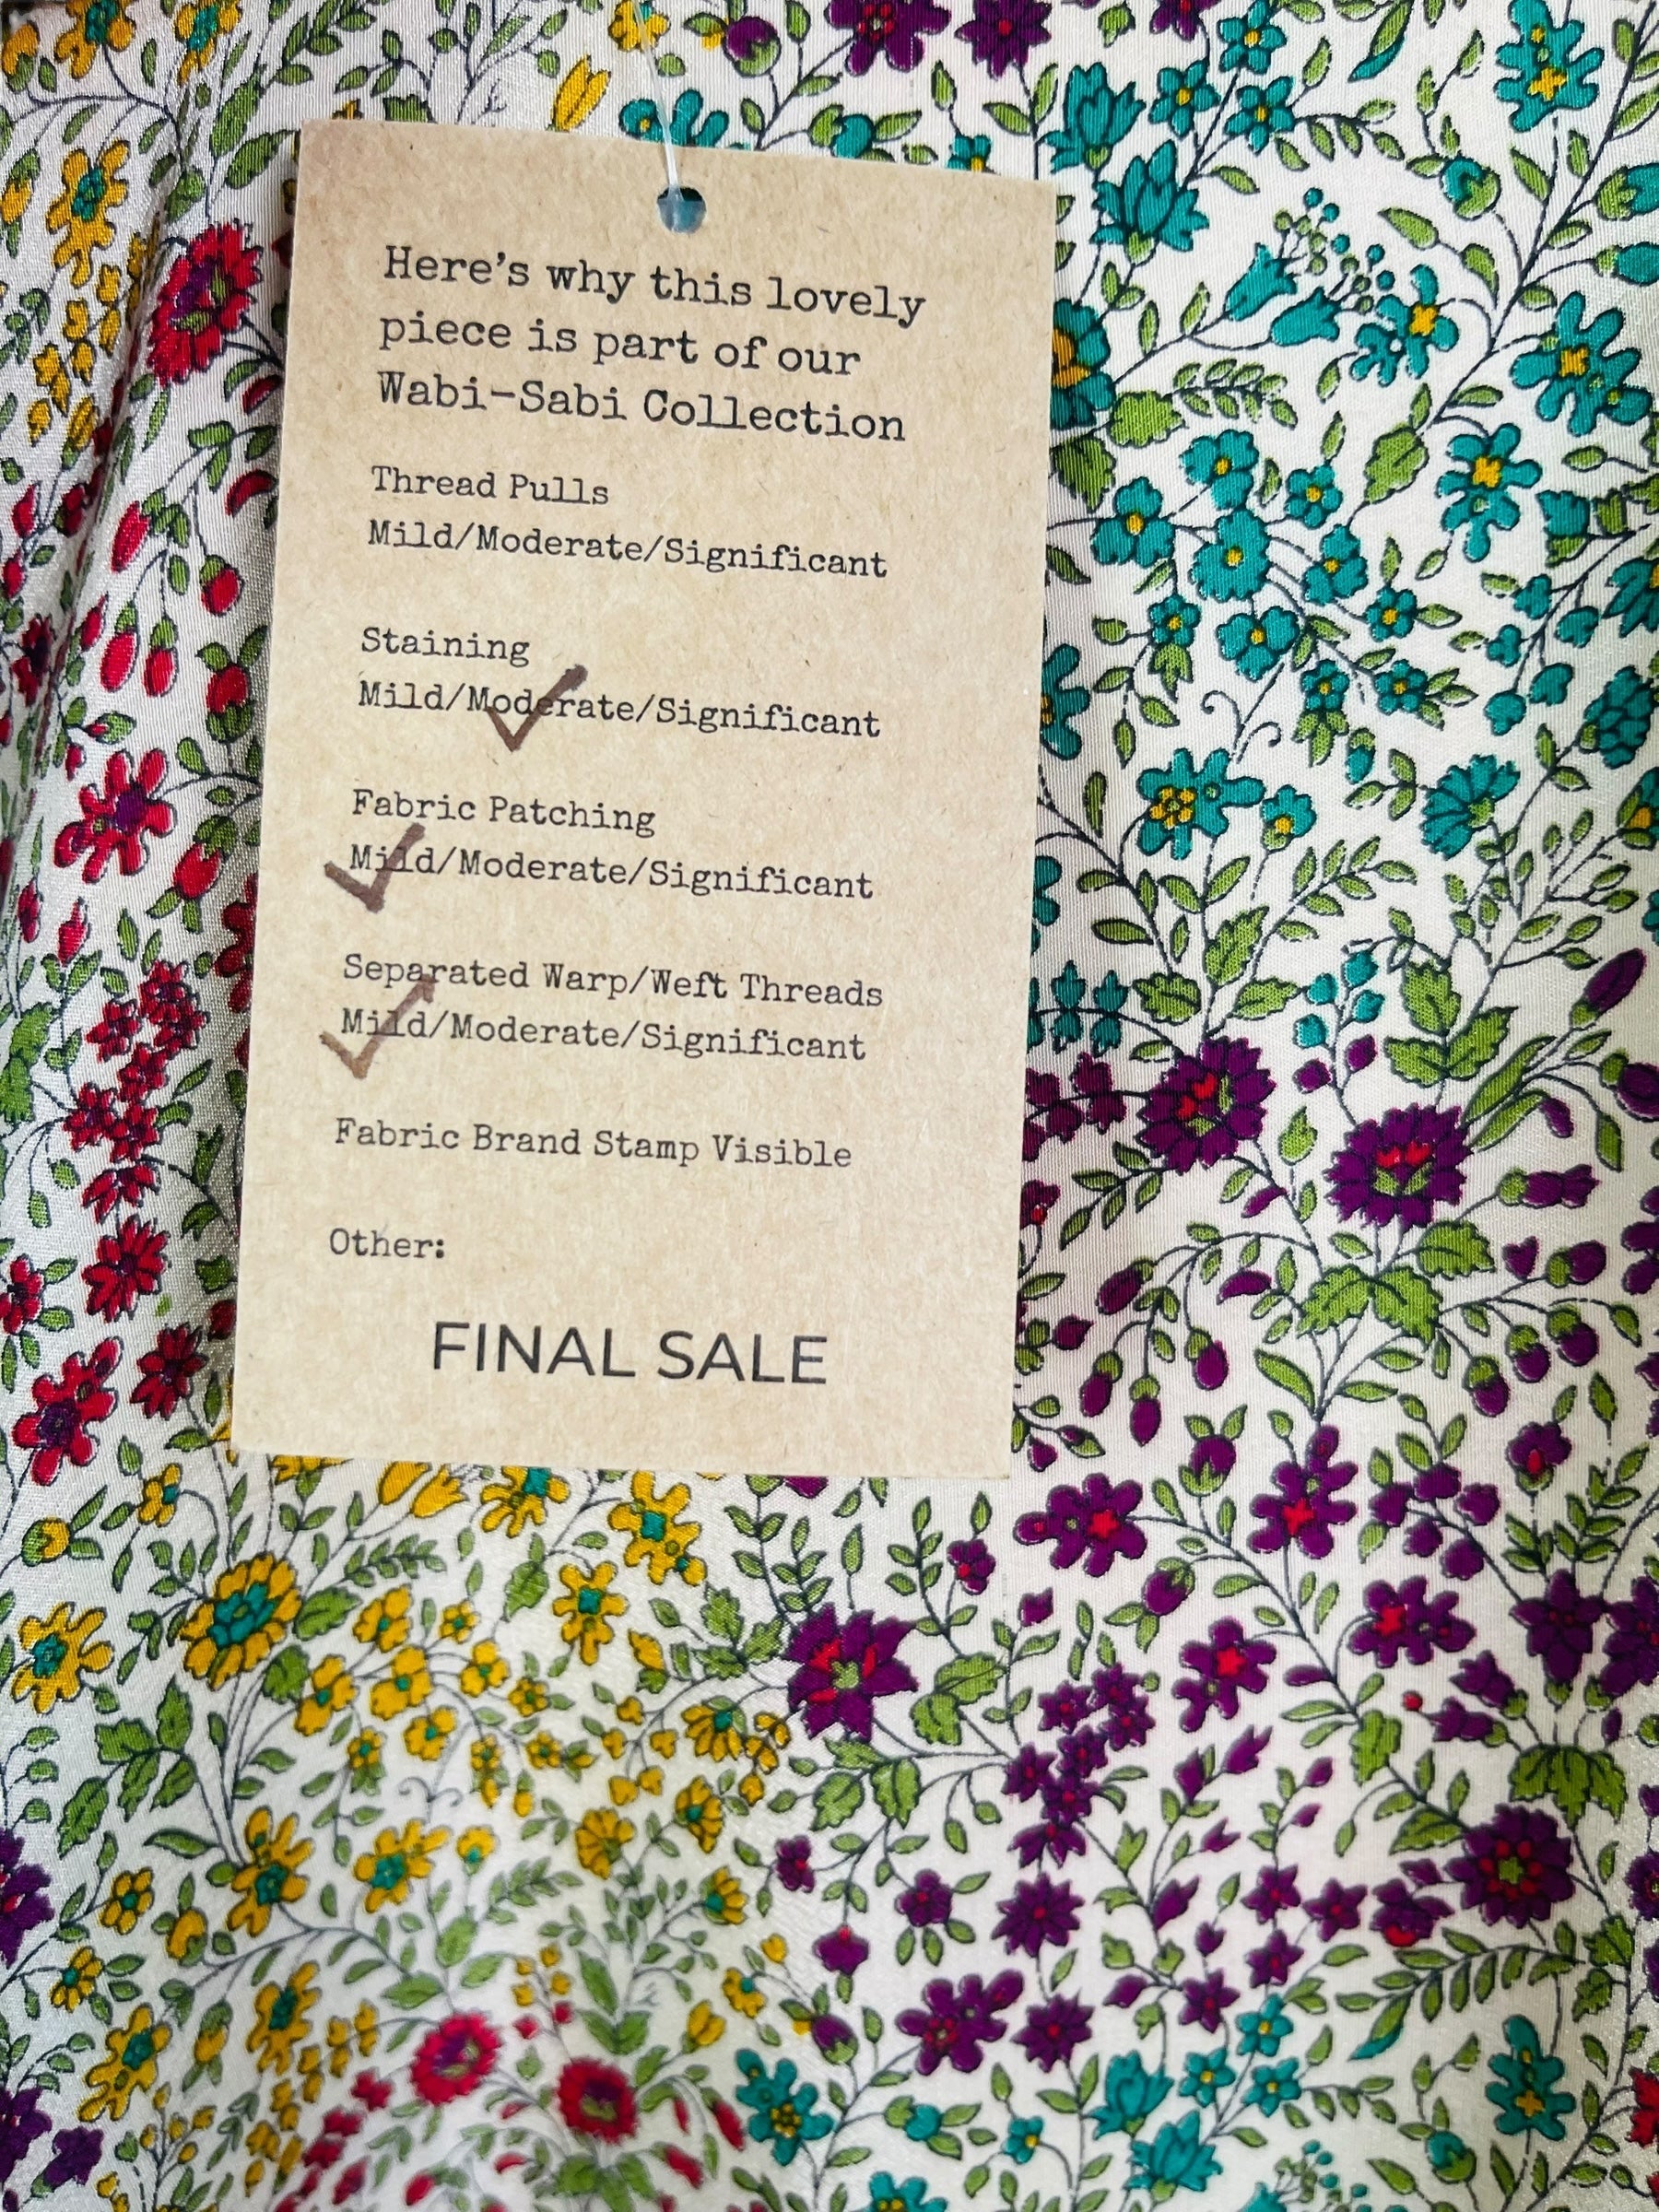 Here's why this lovely
piece is part of our
Wabi-Sabi Collection
Thread Pulls
Mild/Moderate/Significant
Staining
Mild/Moderate/Significant
Fabric Patching
Mild/Moderate/Significant
Separated Warp/Weft Threads
Mild/Moderate/Significant
Fabric Brand Stamp Visible
Other:
FINAL SALE